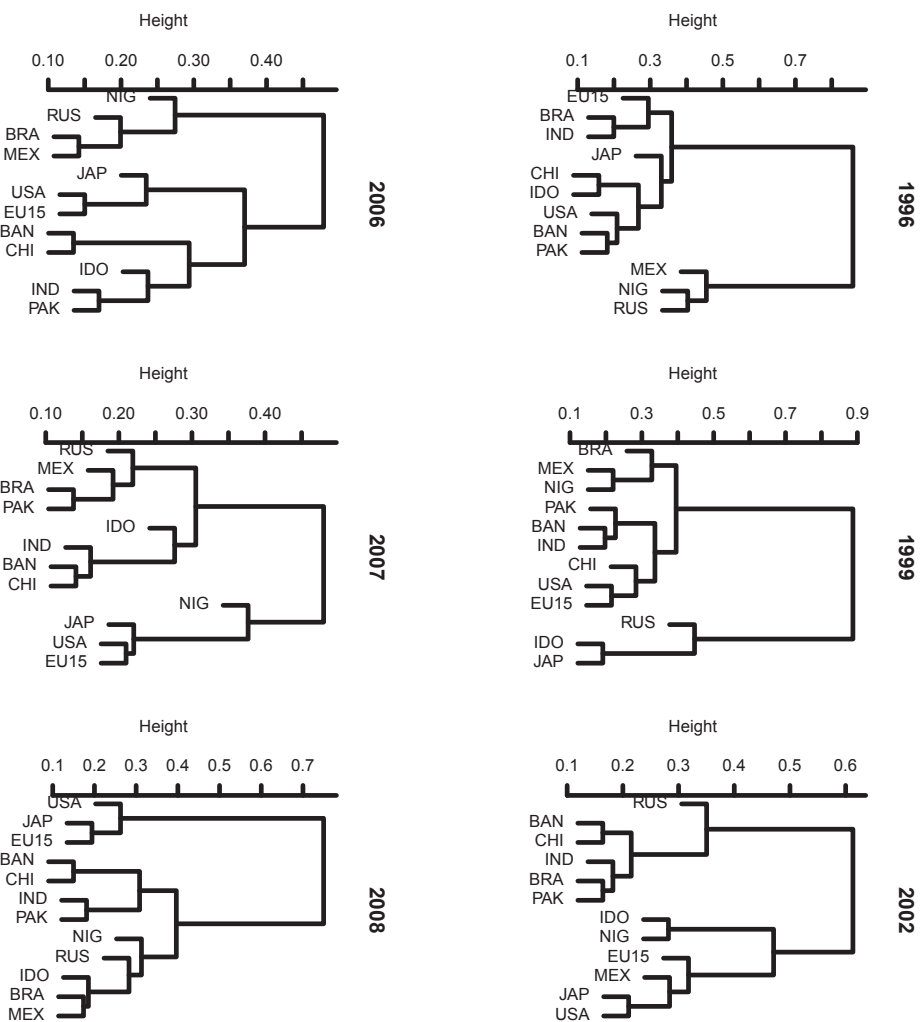 Height
0.10 0.20 0.30 0.40
NIG
RUS
BRA
MEX
JAP
USA
EU15
BAN
CHI
IDO
IND
PAK
2006
Height
0.1 0.3 0.5 0.7
EU15
BRA
IND
JAP
CHI
IDO
USA
BAN
PAK
MEX
NIG
RUS
1996
Height
0.10 0.20 0.30 0.40
RUS
MEX
BRA
PAK
IDO
IND
BAN
CHI
NIG
JAP
USA
EU15
2007
Height
0.1 0.3 0.5 0.7 0.9
BRA
MEX
NIG
PAK
BAN
IND
CHI
USA
EU15
RUS
IDO
JAP
1999
Height
0.1 0.2 0.3 0.4 0.5 0.6 0.7
USA
JAP
EU15
BAN
CHI
IND
PAK
NIG
RUS
IDO
BRA
MEX
2008
Height
0.1 0.2 0.3 0.4 0.5 0.6
RUS
BAN
CHI
IND
BRA
PAK
IDO
NIG
EU15
MEX
JAP
USA
2002